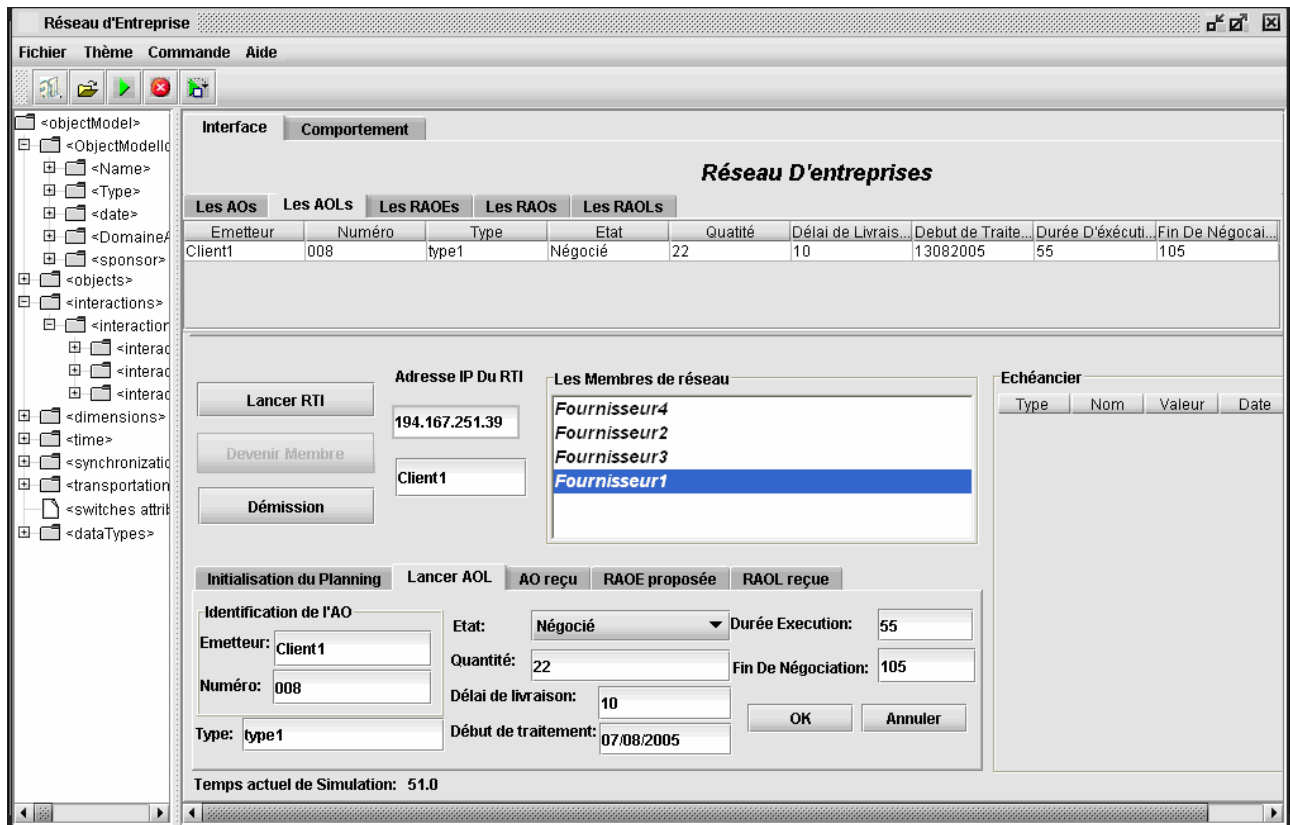 Réseau d'Entreprise
Fichier Thème Commande Aide
<objectModel>
<ObjectModelId
<Name>
<Type>
<date>
<DomaineA
<sponsor>
<objects>
<interactions>
<interaction
<interac
<interac
<interac
<dimensions>
<time>
<synchronizatio
<transportation
<switches attrib
<dataTypes>
Interface Comportement
Réseau D'entreprises
Les AOs Les AOLs Les RAOEs Les RAOs Les RAOLs
Emetteur Numéro Type Etat Quatité Délai de Livrais... Debut de Traite... Durée D'éxécuti... Fin De Négocai...
Client1 008 type1 Négocié 22 10 13082005 55 105
Lancer RTI
Devenir Membre
Démission
Adresse IP Du RTI
194.167.251.39
Client1
Les Membres de réseau
Fournisseur4
Fournisseur2
Fournisseur3
Fournisseur1
Echéancier
Type Nom Valeur Date
Initialisation du Planning Lancer AOL AO reçu RAOE proposée RAOL reçue
Identification de l'AO
Emetteur: Client1
Numéro: 008
Type: type1
Etat: Négocié
Quantité: 22
Délai de livraison: 10
Début de traitement: 07/08/2005
Durée Execution: 55
Fin De Négociation: 105
OK Annuler
Temps actuel de Simulation: 51.0